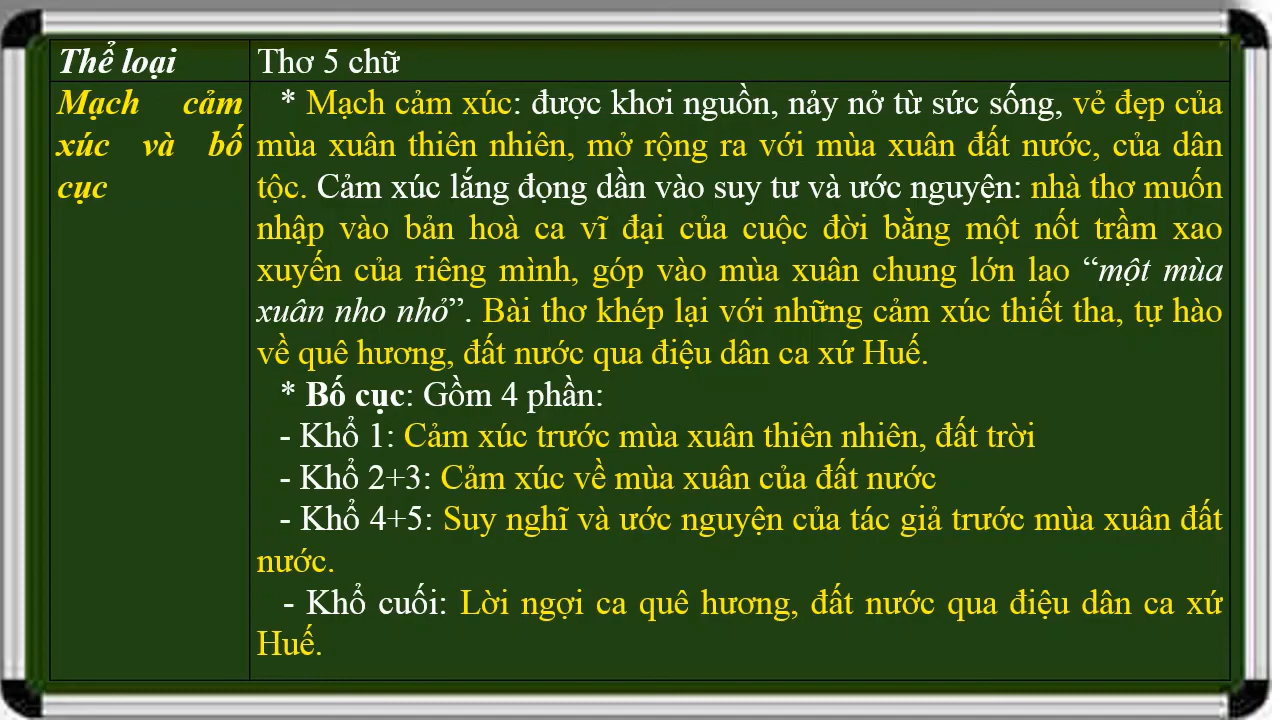 Thể loại
Thơ 5 chữ
Mạch cảm
xúc và bố
cục
* Mạch cảm xúc: được khơi nguồn, nảy nở từ sức sống, vẻ đẹp của
mùa xuân thiên nhiên, mở rộng ra với mùa xuân đất nước, của dân
tộc. Cảm xúc lắng đọng dần vào suy tư và ước nguyện: nhà thơ muốn
nhập vào bản hoà ca vĩ đại của cuộc đời bằng một nốt trầm xao
xuyến của riêng mình, góp vào mùa xuân chung lớn lao “một mùa
xuân nho nhỏ”. Bài thơ khép lại với những cảm xúc thiết tha, tự hào
về quê hương, đất nước qua điệu dân ca xứ Huế.
* Bố cục: Gồm 4 phần:
- Khổ 1: Cảm xúc trước mùa xuân thiên nhiên, đất trời
- Khổ 2+3: Cảm xúc về mùa xuân của đất nước
- Khổ 4+5: Suy nghĩ và ước nguyện của tác giả trước mùa xuân đất
nước.
- Khổ cuối: Lời ngợi ca quê hương, đất nước qua điệu dân ca xứ
Huế.